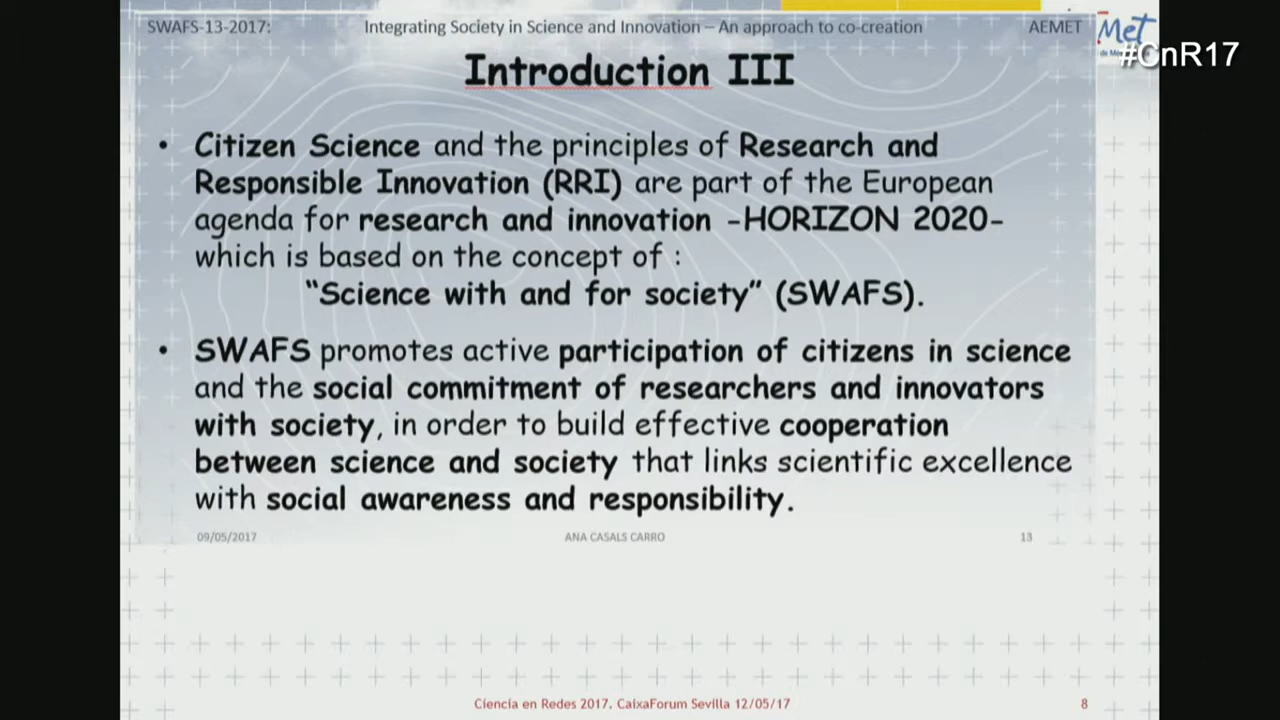 SWAFS-13-2017: Integrating Society in Science and Innovation – An approach to co-creation AEMET
Met
#CnR17
Introduction III
• Citizen Science and the principles of Research and
Responsible Innovation (RRI) are part of the European
agenda for research and innovation -HORIZON 2020-
which is based on the concept of :
“Science with and for society” (SWAFS).
• SWAFS promotes active participation of citizens in science
and the social commitment of researchers and innovators
with society, in order to build effective cooperation
between science and society that links scientific excellence
with social awareness and responsibility.
09/05/2017 ANA CASALS CARRO 13
Ciencia en Redes 2017. CaixaForum Sevilla 12/05/17 8